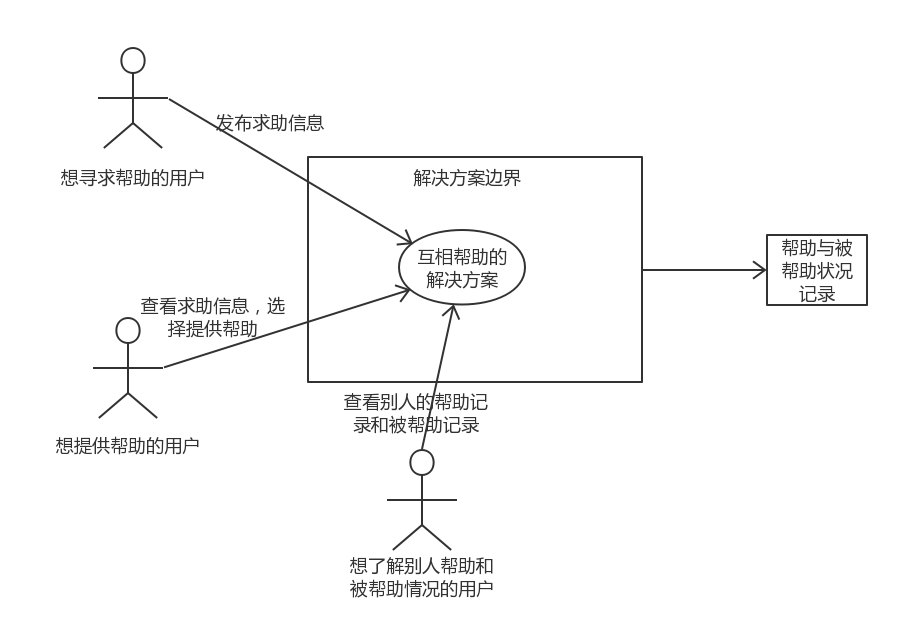 发布求助信息
想寻求帮助的用户
解决方案边界
互相帮助的
解决方案
帮助与被
帮助状况
记录
查看求助信息，选
择提供帮助
想提供帮助的用户
查看别人的帮助记
录和被帮助记录
想了解别人帮助和
被帮助情况的用户